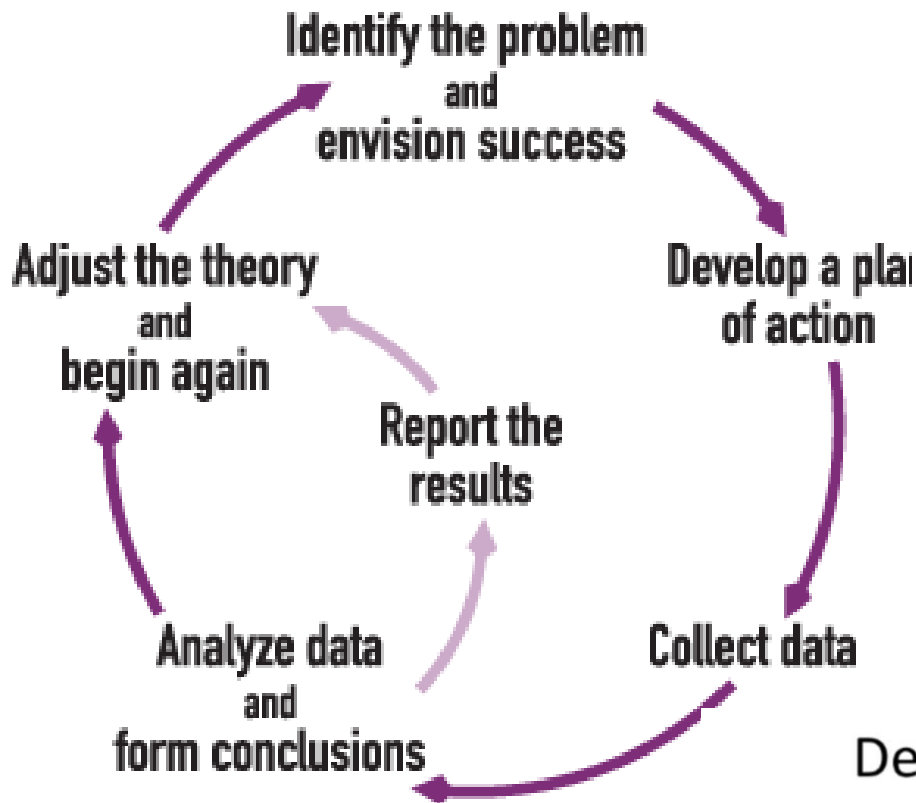 Identify the problem
and
envision success
Develop a plan
of action
Collect data
Analyze data
and
form conclusions
Report the
results
Adjust the theory
and
begin again
De